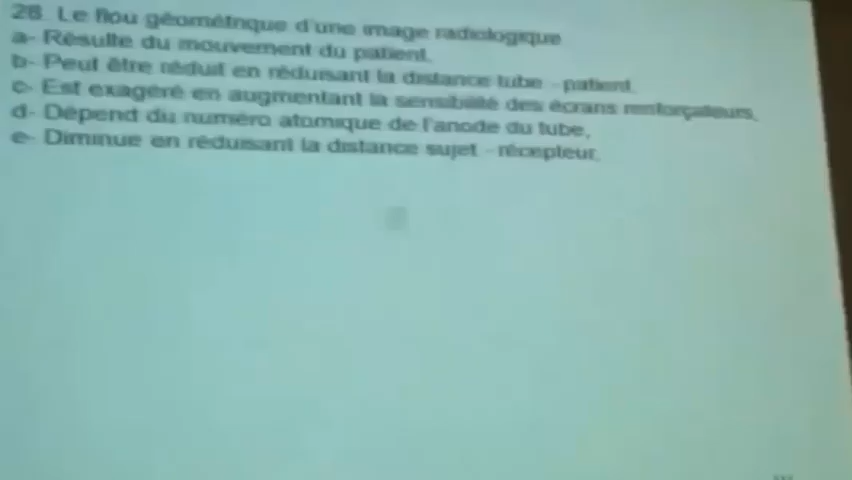 28. Le flou géométrique d'une image radiologique
a- Résulte du mouvement du patient.
b- Peut être réduit en réduisant la distance tube - patient.
c- Est exagéré en augmentant la sensibilité des écrans renforçateurs.
d- Dépend du numéro atomique de l'anode du tube,
e- Diminue en réduisant la distance sujet - récepteur.